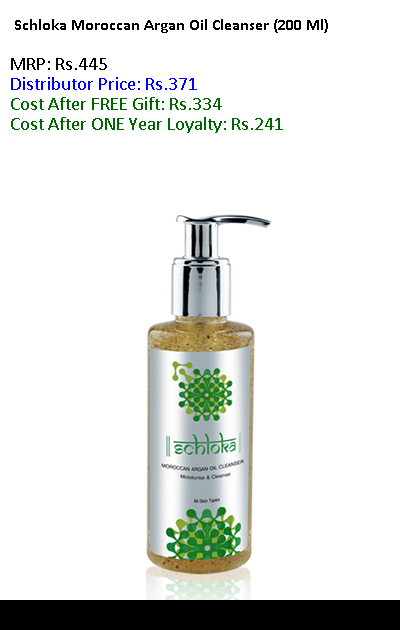 Schloka Moroccan Argan Oil Cleanser (200 Ml)
MRP: Rs.445
Distributor Price: Rs.371
Cost After FREE Gift: Rs.334
Cost After ONE Year Loyalty: Rs.241
schloka
MOROCCAN ARGAN OIL CLEANSER
Moisturise & Cleanse
All Skin Types